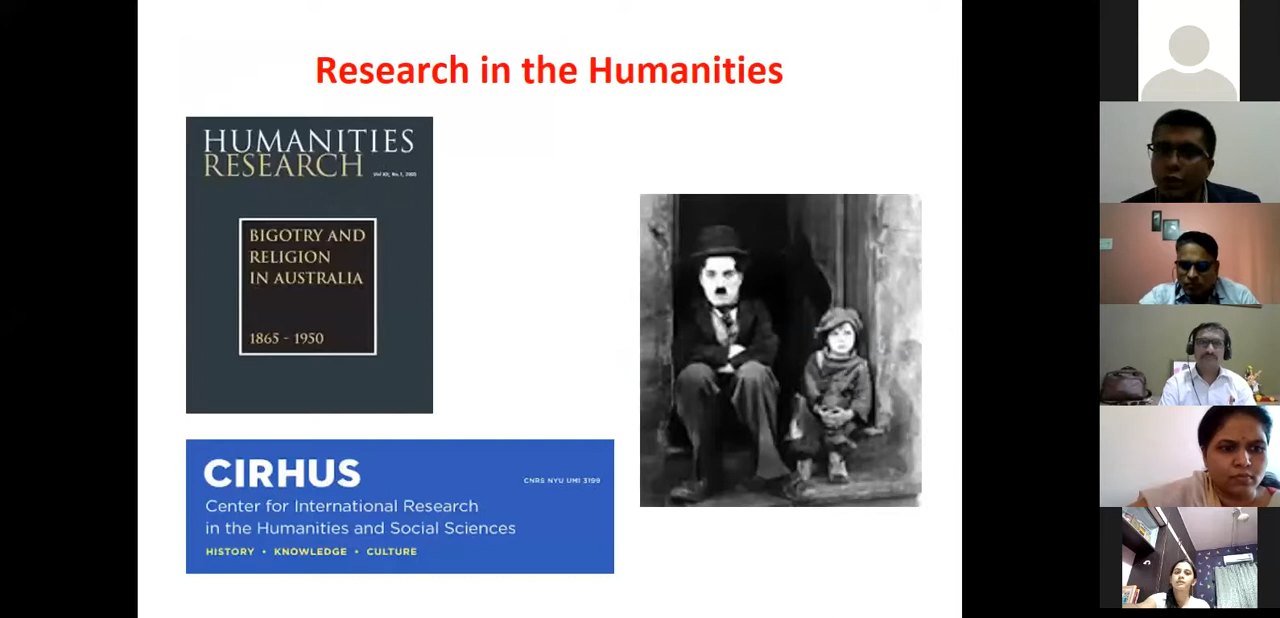 Research in the Humanities
HUMANITIES
RESEARCH
Vol XII, No. 1, 2005
BIGOTRY AND
RELIGION
IN AUSTRALIA
1865 - 1950
CIRHUS
CNRS NYU UMI 3199
Center for International Research
in the Humanities and Social Sciences
HISTORY • KNOWLEDGE • CULTURE